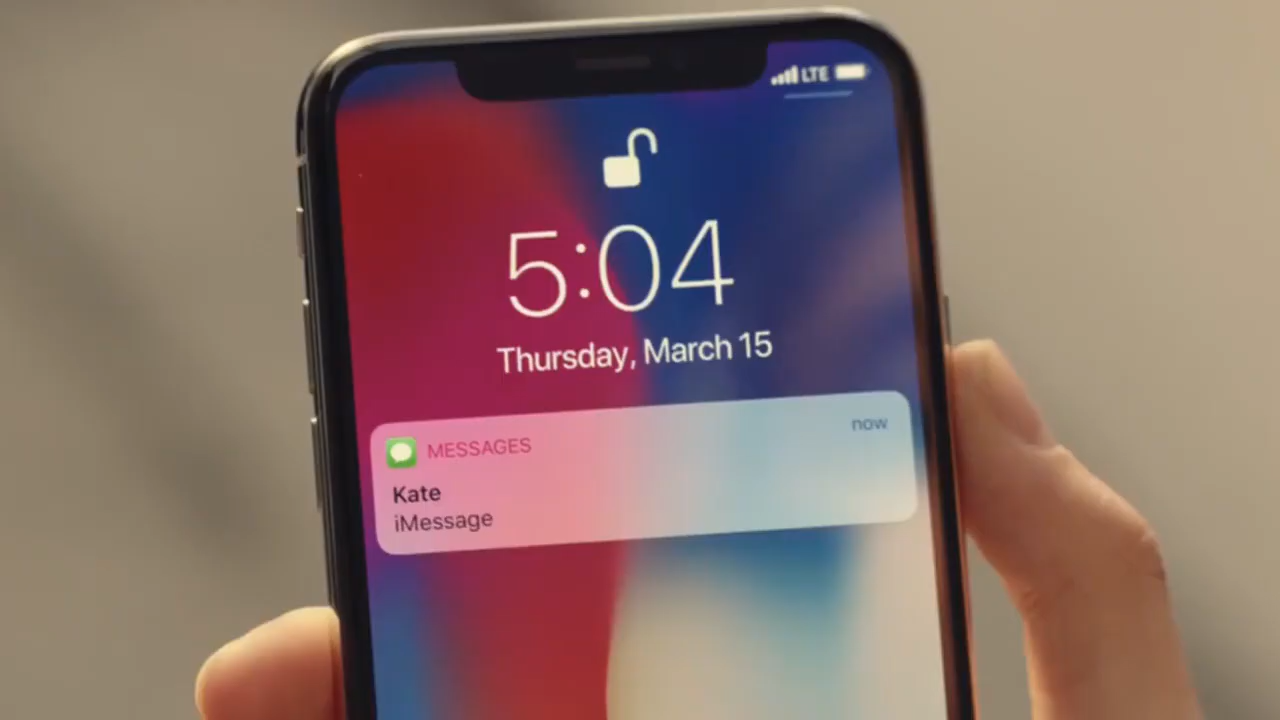 LTE
5:04
Thursday, March 15
MESSAGES now
Kate
iMessage